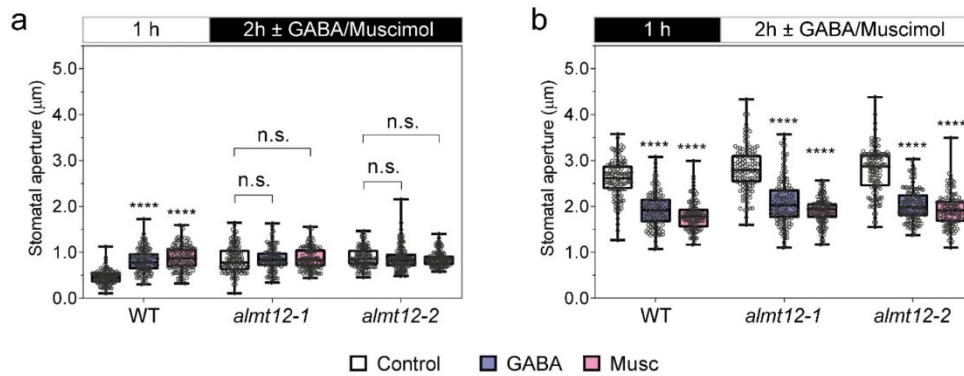 a
1 h
2h ± GABA/Muscimol
Stomatal aperture (µm)
5.0
4.0
3.0
2.0
1.0
0.0
****
****
n.s.
n.s.
n.s.
n.s.
WT
almt12-1
almt12-2
b
1 h
2h ± GABA/Muscimol
Stomatal aperture (µm)
5.0
4.0
3.0
2.0
1.0
0.0
****
****
****
****
****
****
WT
almt12-1
almt12-2
Control
GABA
Musc